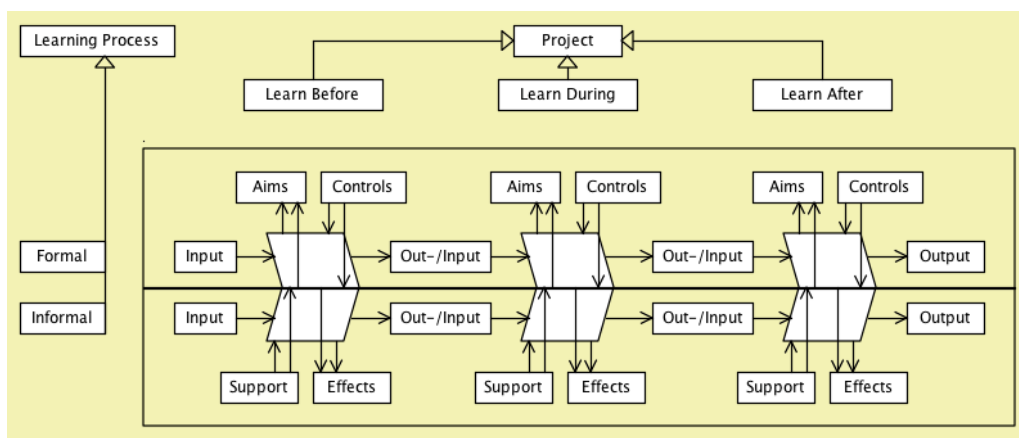 Learning Process
Project
Learn Before
Learn During
Learn After
Aims
Controls
Aims
Controls
Aims
Controls
Formal
Input
Out-/Input
Out-/Input
Output
Informal
Input
Out-/Input
Out-/Input
Output
Support
Effects
Support
Effects
Support
Effects